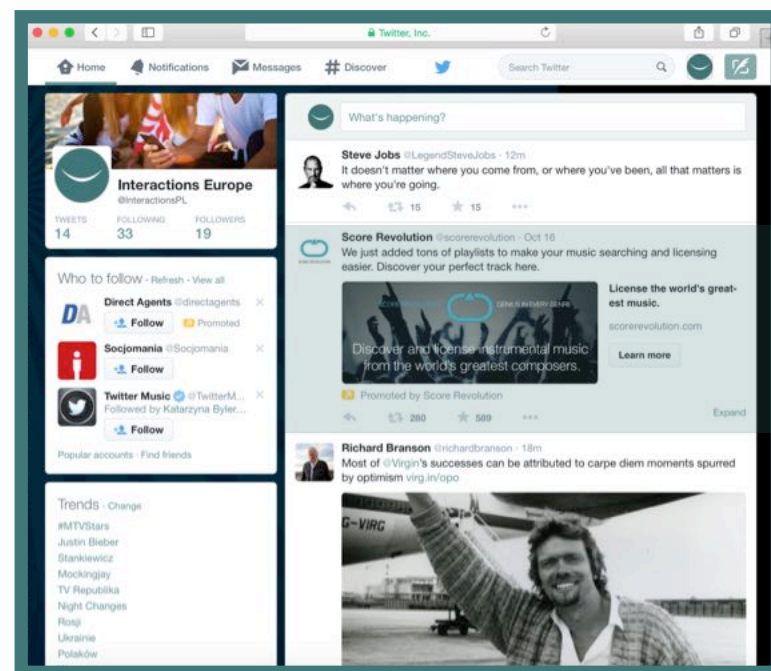 Twitter, Inc.
Home
Notifications
Messages
# Discover
Search Twitter
Interactions Europe
@InteractionsPL
TWEETS
FOLLOWING
FOLLOWERS
14
33
19
Who to follow · Refresh · View all
DA
Direct Agents @directagents
Follow
Promoted
Socjomania @Socjomania
Follow
Twitter Music @TwitterM...
Followed by Katarzyna Byler...
Follow
Popular accounts · Find friends
Trends · Change
#MTVStars
Justin Bieber
Stankiewicz
Mockingjay
TV Republika
Night Changes
Rosji
Ukrainie
Polaków
What's happening?
Steve Jobs @LegendSteveJobs · 12m
It doesn't matter where you come from, or where you've been, all that matters is
where you're going.
15
15
Score Revolution @scorerevolution · Oct 16
We just added tons of playlists to make your music searching and licensing
easier. Discover your perfect track here.
SCORE REVOLUTION
GENIUS IN EVERY GENRE
Discover and license instrumental music
from the world's greatest composers.
License the world's great-
est music.
scorerevolution.com
Learn more
Promoted by Score Revolution
280
589
Expand
Richard Branson @richardbranson · 18m
Most of @Virgin's successes can be attributed to carpe diem moments spurred
by optimism virg.in/opo
G-VIRG